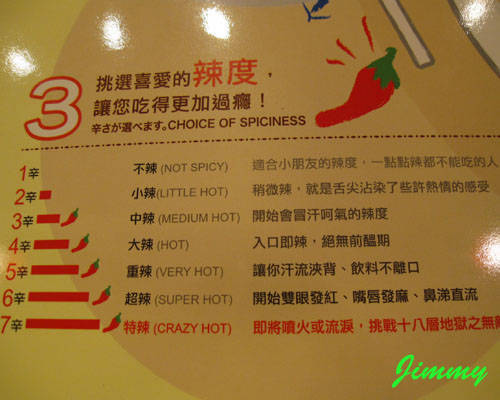 3
挑選喜愛的辣度，
讓您吃得更加過癮！
辛さが選べます。CHOICE OF SPICINESS
1辛 不辣 (NOT SPICY) 適合小朋友的辣度，一點點辣都不能吃的人
2辛 小辣(LITTLE HOT) 稍微辣，就是舌尖沾染了些許熱情的感受
3辛 中辣 (MEDIUM HOT) 開始會冒汗呵氣的辣度
4辛 大辣 (HOT) 入口即辣，絕無前醞期
5辛 重辣 (VERY HOT) 讓你汗流浹背、飲料不離口
6辛 超辣 (SUPER HOT) 開始雙眼發紅、嘴唇發麻、鼻涕直流
7辛 特辣 (CRAZY HOT) 即將噴火或流淚，挑戰十八層地獄之無
Jimmy